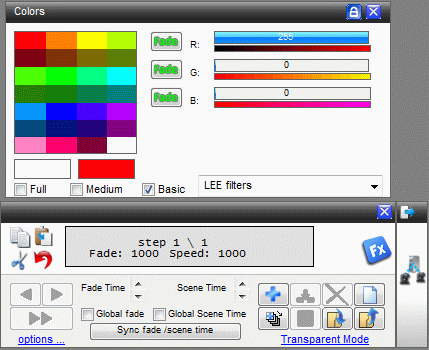 Colors
Fade
R:
255
Fade
G:
0
Fade
B:
0
Full
Medium
Basic
LEE filters
step 1 \ 1
Fade: 1000 Speed: 1000
Fx
Fade Time
Scene Time
Global fade
Global Scene Time
Sync fade /scene time
options ...
Transparent Mode